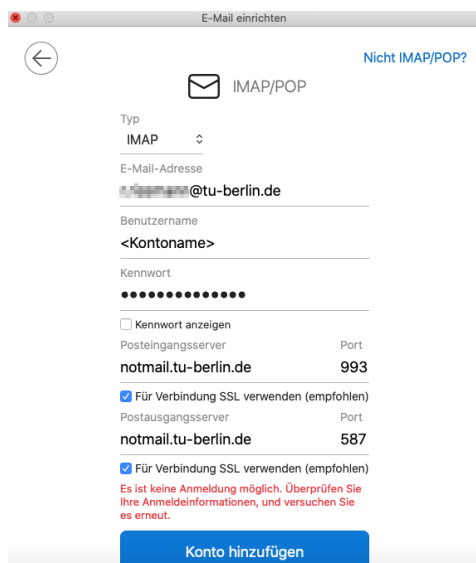 E-Mail einrichten
Nicht IMAP/POP?
IMAP/POP
Typ
IMAP
E-Mail-Adresse
@tu-berlin.de
Benutzername
<Kontoname>
Kennwort
••••••••••••••
Kennwort anzeigen
Posteingangsserver Port
notmail.tu-berlin.de 993
Für Verbindung SSL verwenden (empfohlen)
Postausgangsserver Port
notmail.tu-berlin.de 587
Für Verbindung SSL verwenden (empfohlen)
Es ist keine Anmeldung möglich. Überprüfen Sie
Ihre Anmeldeinformationen, und versuchen Sie
es erneut.
Konto hinzufügen